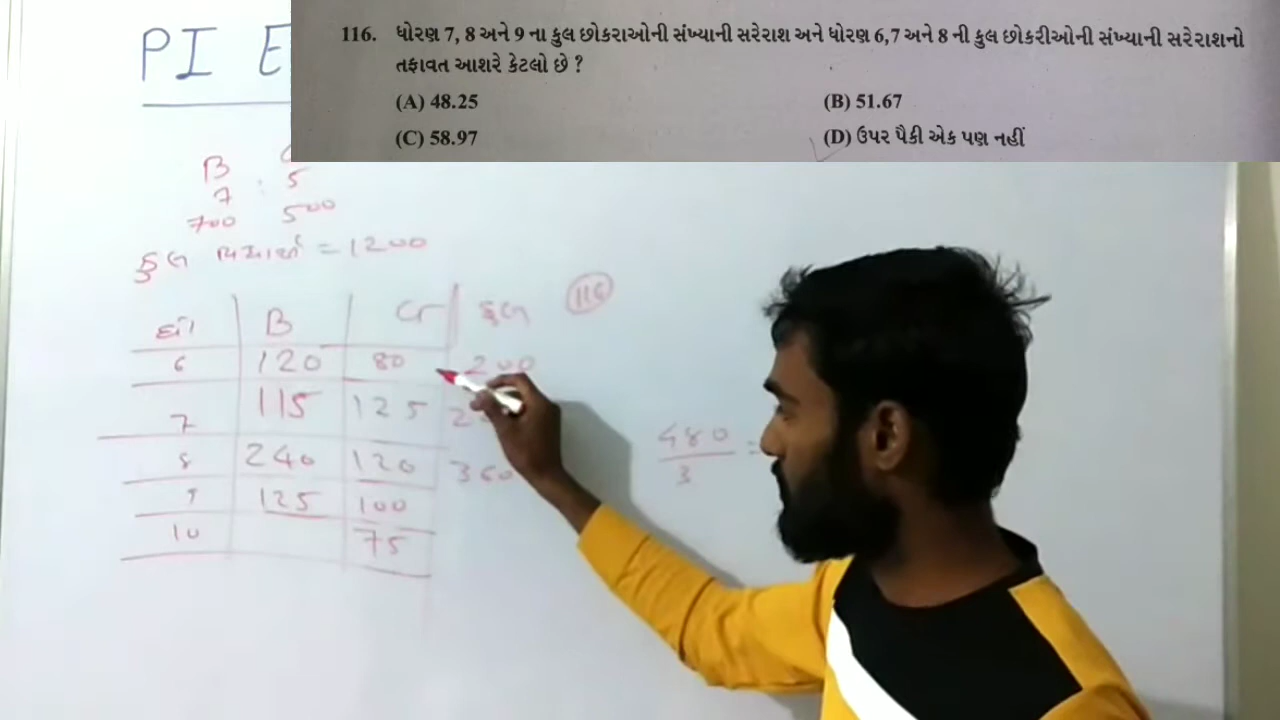 PI E
116. ધોરણ 7, 8 અને 9 ના કુલ છોકરાઓની સંખ્યાની સરેરાશ અને ધોરણ 6,7 અને 8 ની કુલ છોકરીઓની સંખ્યાની સરેરાશનો
તફાવત આશરે કેટલો છે ?
(A) 48.25 (B) 51.67
(C) 58.97 (D) ઉપર પૈકી એક પણ નહીં
B
7 : 5
700 500
કુલ = 1200
B G કુલ 116
6 120 80 200
7 115 125
8 240 120 360
9 125 100
10 75
480
3 =